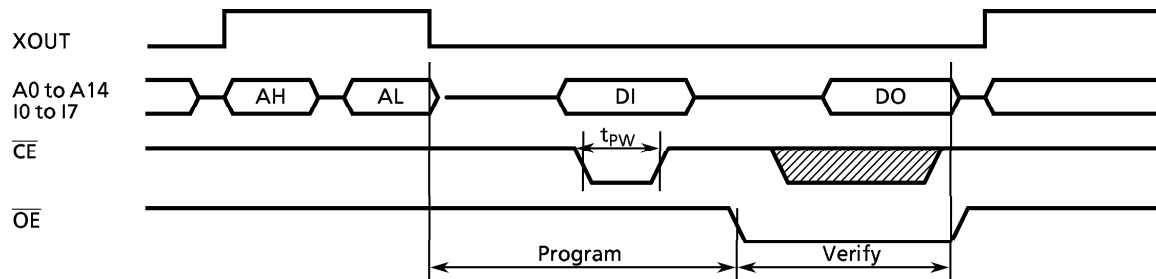 XOUT
A0 to A14
I0 to I7
AH AL DI DO
tPW
CE
OE
Program Verify